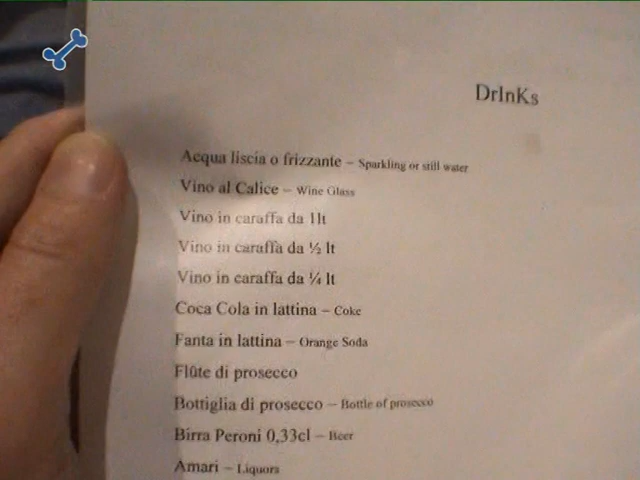 DrInKs
Acqua liscia o frizzante – Sparkling or still water
Vino al Calice – Wine Glass
Vino in caraffa da 1lt
Vino in caraffa da ½ lt
Vino in caraffa da ¼ lt
Coca Cola in lattina – Coke
Fanta in lattina – Orange Soda
Flûte di prosecco
Bottiglia di prosecco – Bottle of prosecco
Birra Peroni 0,33cl – Beer
Amari – Liquors